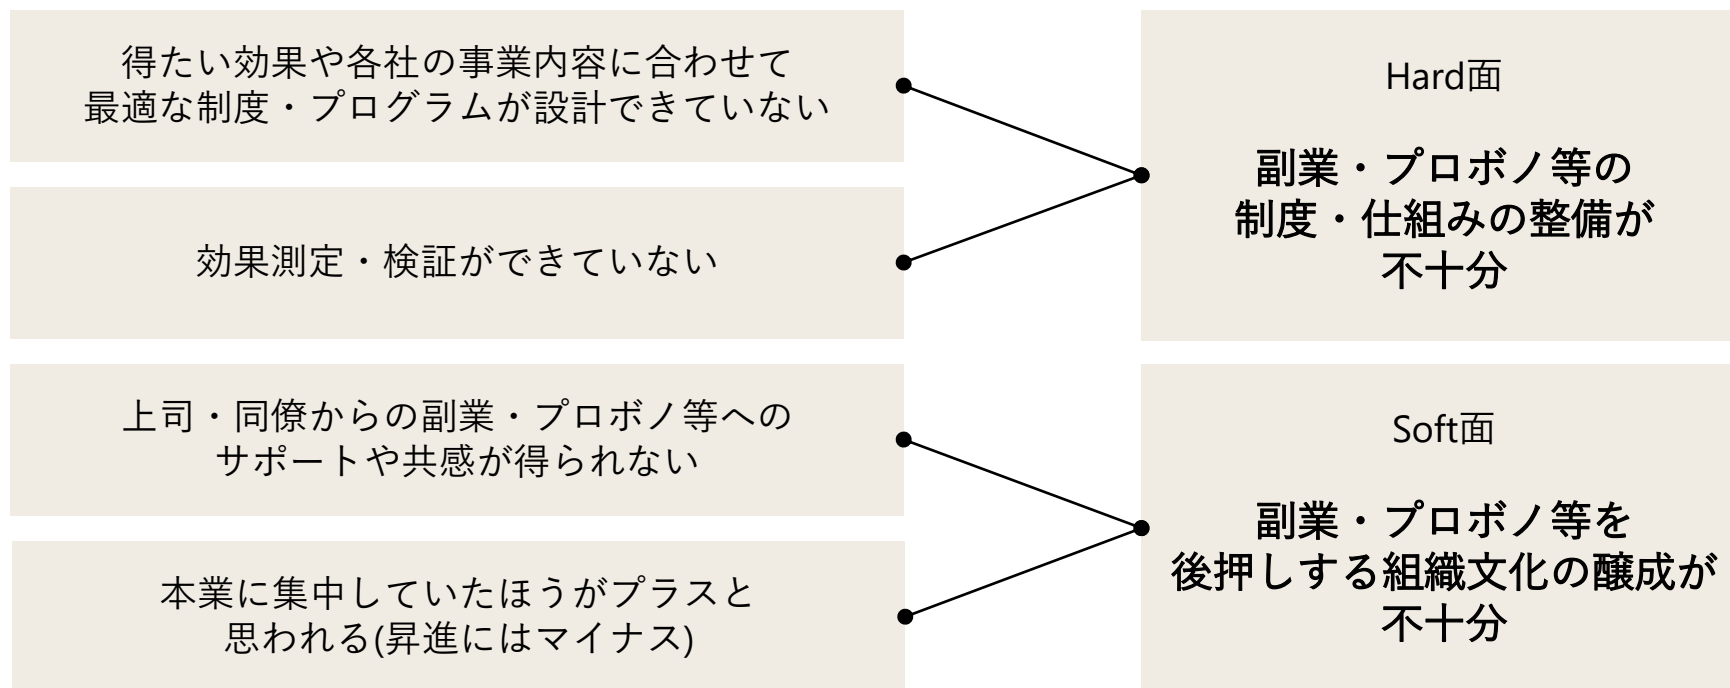 得たい効果や各社の事業内容に合わせて
最適な制度・プログラムが設計できていない
効果測定・検証ができていない
上司・同僚からの副業・プロボノ等への
サポートや共感が得られない
本業に集中していたほうがプラスと
思われる(昇進にはマイナス)
Hard面
副業・プロボノ等の
制度・仕組みの整備が
不十分
Soft面
副業・プロボノ等を
後押しする組織文化の醸成が
不十分